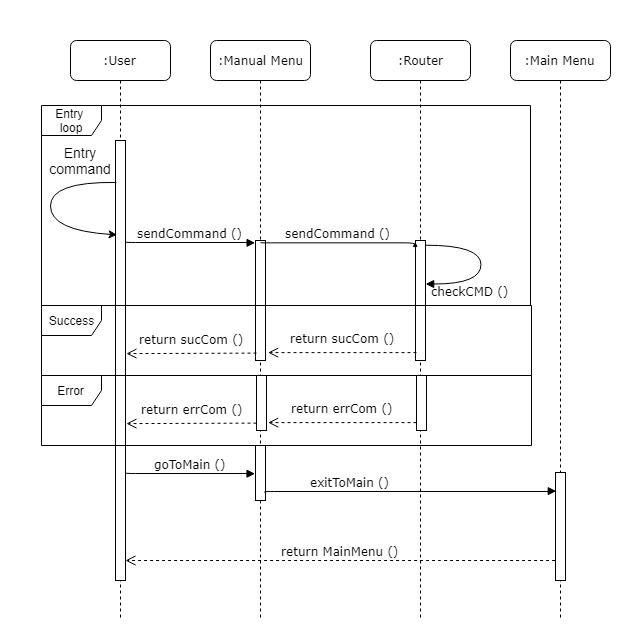 :User
:Manual Menu
:Router
:Main Menu
Entry
loop
Entry
command
sendCommand ()
sendCommand ()
checkCMD ()
Success
return sucCom ()
return sucCom ()
Error
return errCom ()
return errCom ()
goToMain ()
exitToMain ()
return MainMenu ()